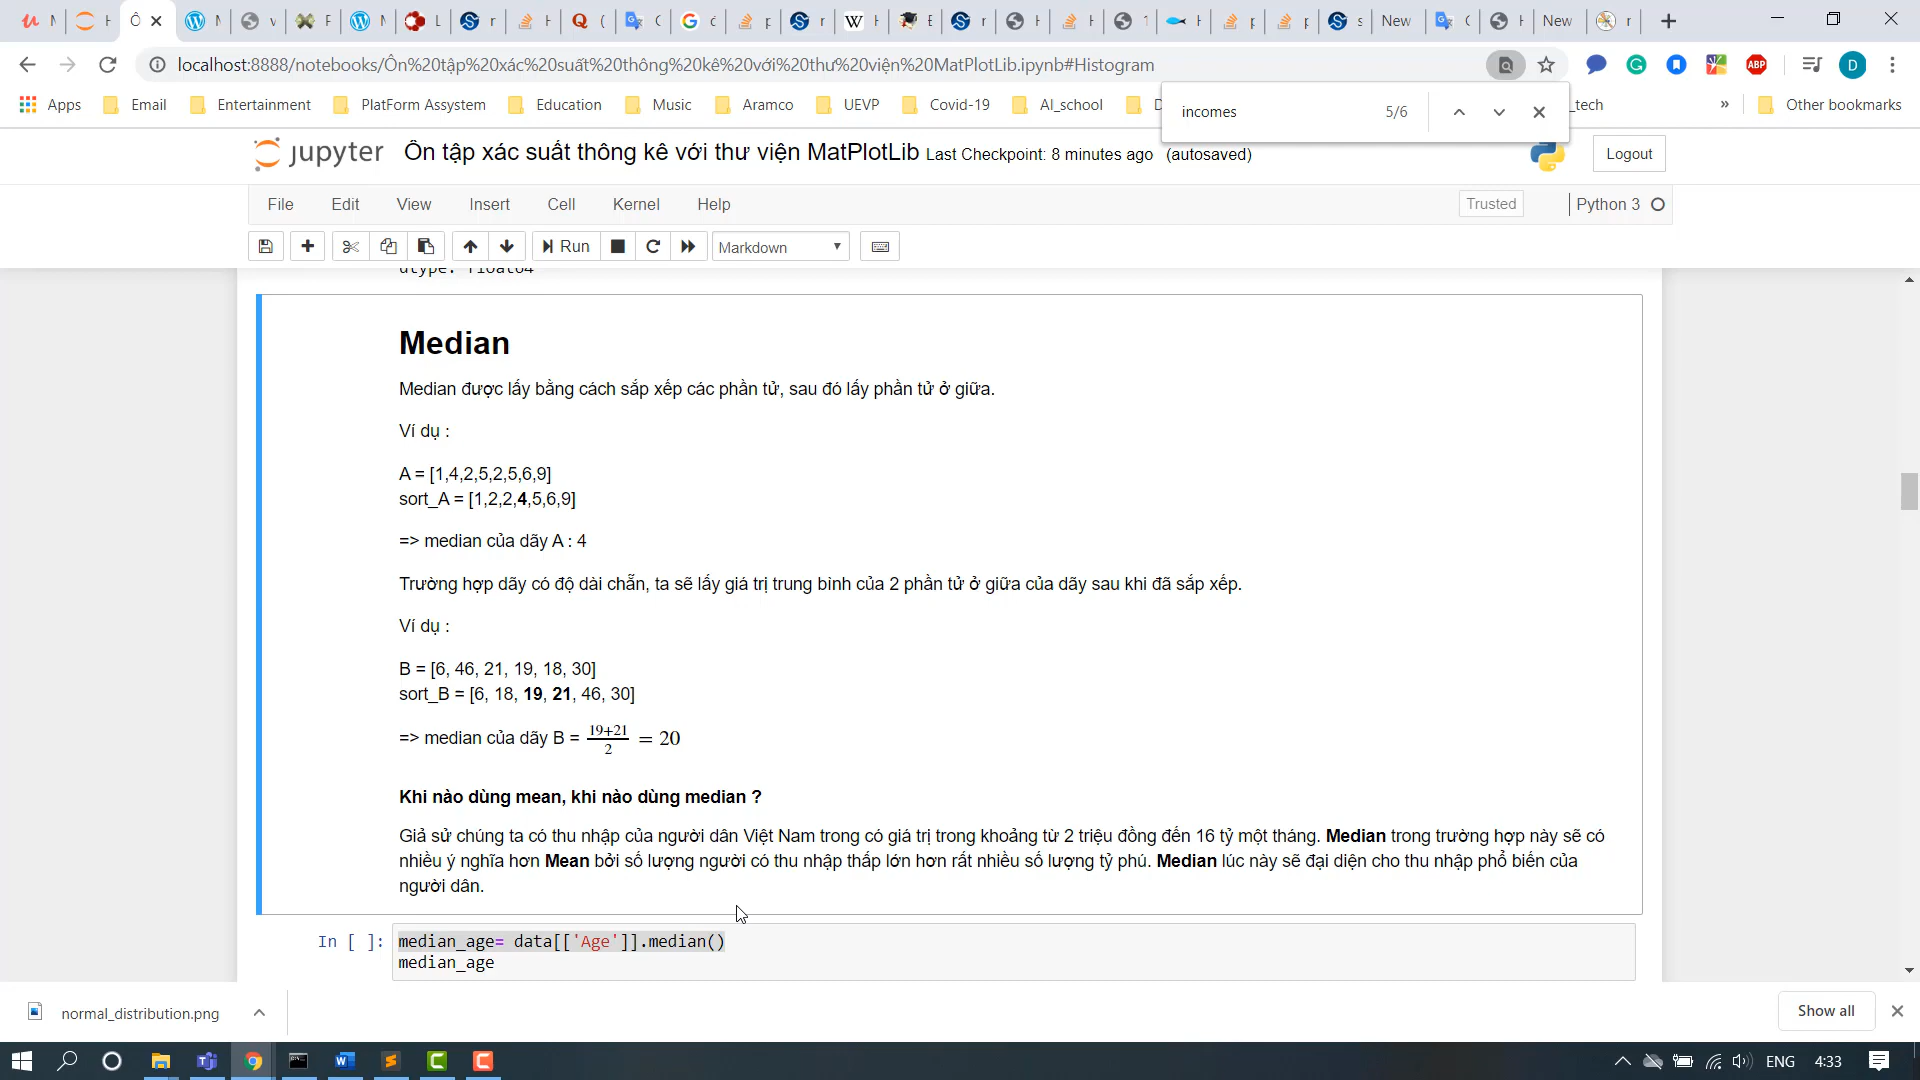 localhost:8888/notebooks/Ôn%20tập%20xác%20suất%20thông%20kê%20với%20thư%20viện%20MatPlotLib.ipynb#Histogram
Apps Email Entertainment PlatForm Assystem Education Music Aramco UEVP Covid-19 AI_school _tech » Other bookmarks
incomes 5/6
jupyter Ôn tập xác suất thông kê với thư viện MatPlotLib Last Checkpoint: 8 minutes ago (autosaved) Logout
File Edit View Insert Cell Kernel Help Trusted Python 3
Run Markdown
dtype: float64
Median
Median được lấy bằng cách sắp xếp các phần tử, sau đó lấy phần tử ở giữa.
Ví dụ :
A = [1,4,2,5,2,5,6,9]
sort_A = [1,2,2,4,5,6,9]
=> median của dãy A : 4
Trường hợp dãy có độ dài chẵn, ta sẽ lấy giá trị trung bình của 2 phần tử ở giữa của dãy sau khi đã sắp xếp.
Ví dụ :
B = [6, 46, 21, 19, 18, 30]
sort_B = [6, 18, 19, 21, 46, 30]
=> median của dãy B = 19+21/2 = 20
Khi nào dùng mean, khi nào dùng median ?
Giả sử chúng ta có thu nhập của người dân Việt Nam trong có giá trị trong khoảng từ 2 triệu đồng đến 16 tỷ một tháng. Median trong trường hợp này sẽ có
nhiều ý nghĩa hơn Mean bởi số lượng người có thu nhập thấp lớn hơn rất nhiều số lượng tỷ phú. Median lúc này sẽ đại diện cho thu nhập phổ biến của
người dân.
In [ ]: median_age= data[['Age']].median()
median_age
normal_distribution.png Show all
ENG 4:33